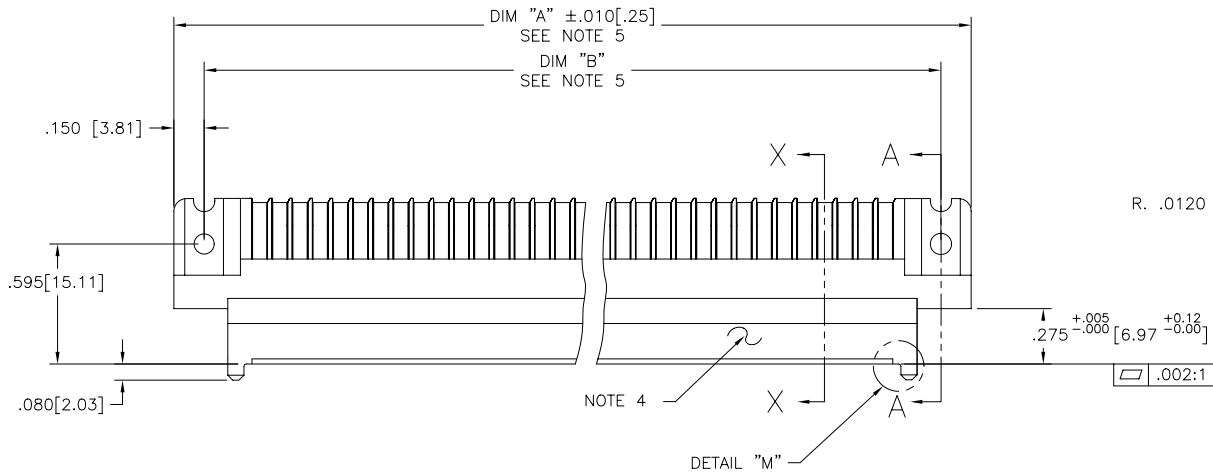 DIM "A" ±.010[.25]
SEE NOTE 5
DIM "B"
SEE NOTE 5
.150 [3.81]
X
A
R. .0120
.595[15.11]
.275 +.005 -.000 [6.97 +0.12 -0.00]
.002:1
.080[2.03]
NOTE 4
X
A
DETAIL "M"